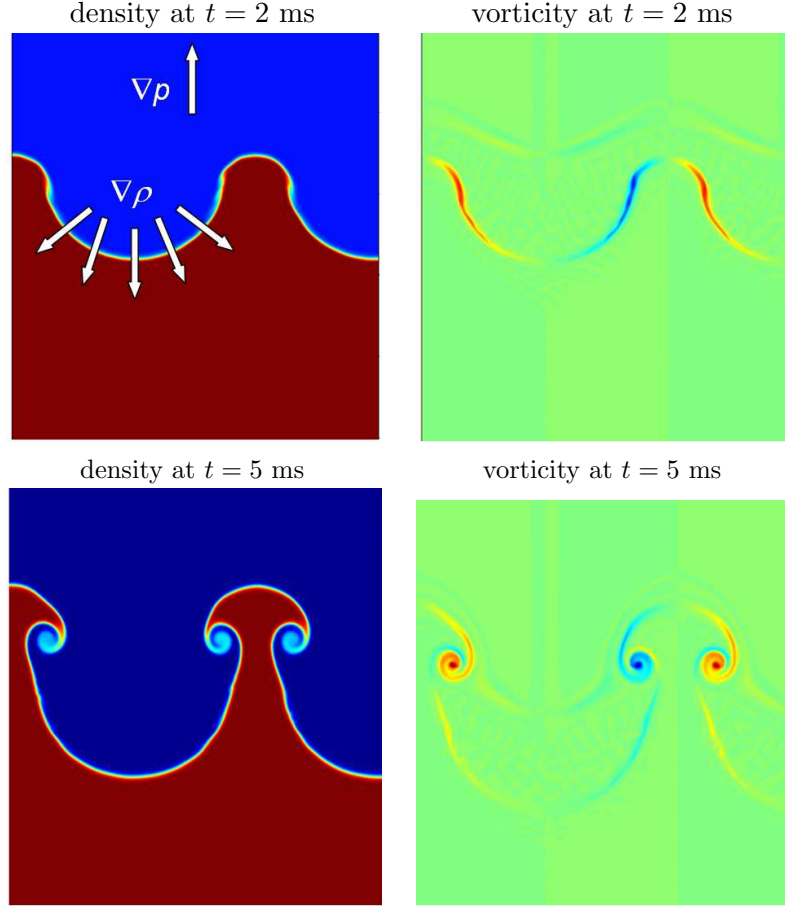 density at t = 2 ms
vorticity at t = 2 ms
∇p
∇ρ
density at t = 5 ms
vorticity at t = 5 ms